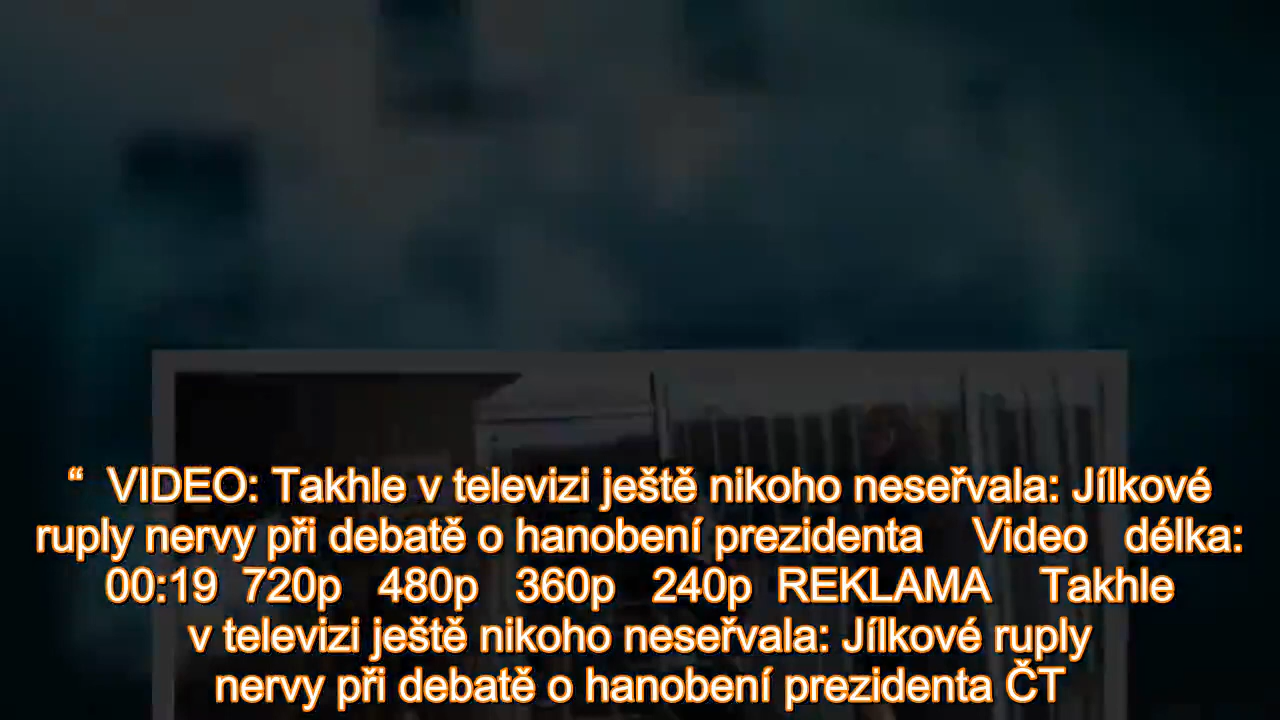 “ VIDEO: Takhle v televizi ještě nikoho neseřvala: Jílkové
ruply nervy při debatě o hanobení prezidenta Video délka:
00:19 720p 480p 360p 240p REKLAMA Takhle
v televizi ještě nikoho neseřvala: Jílkové ruply
nervy při debatě o hanobení prezidenta ČT